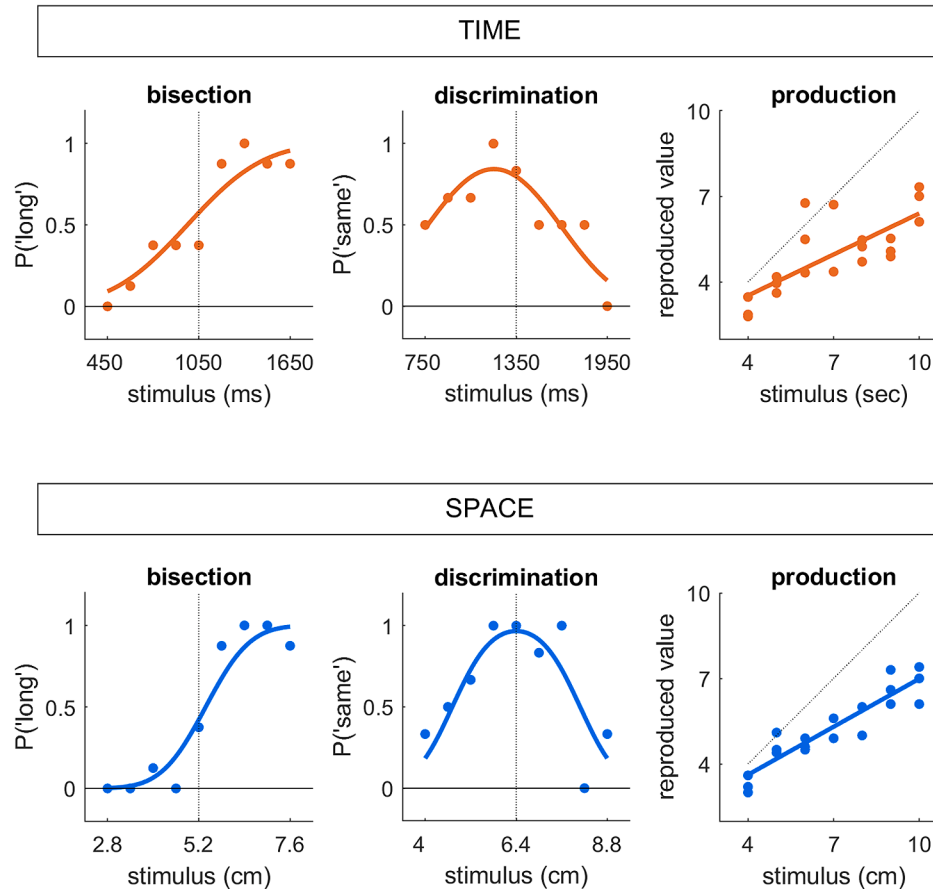 TIME
bisection
discrimination
production
P('long')
1
0.5
0
450 1050 1650
stimulus (ms)
P('same')
1
0.5
0
750 1350 1950
stimulus (ms)
reproduced value
10
7
4
4 7 10
stimulus (sec)
SPACE
bisection
discrimination
production
P('long')
1
0.5
0
2.8 5.2 7.6
stimulus (cm)
P('same')
1
0.5
0
4 6.4 8.8
stimulus (cm)
reproduced value
10
7
4
4 7 10
stimulus (cm)